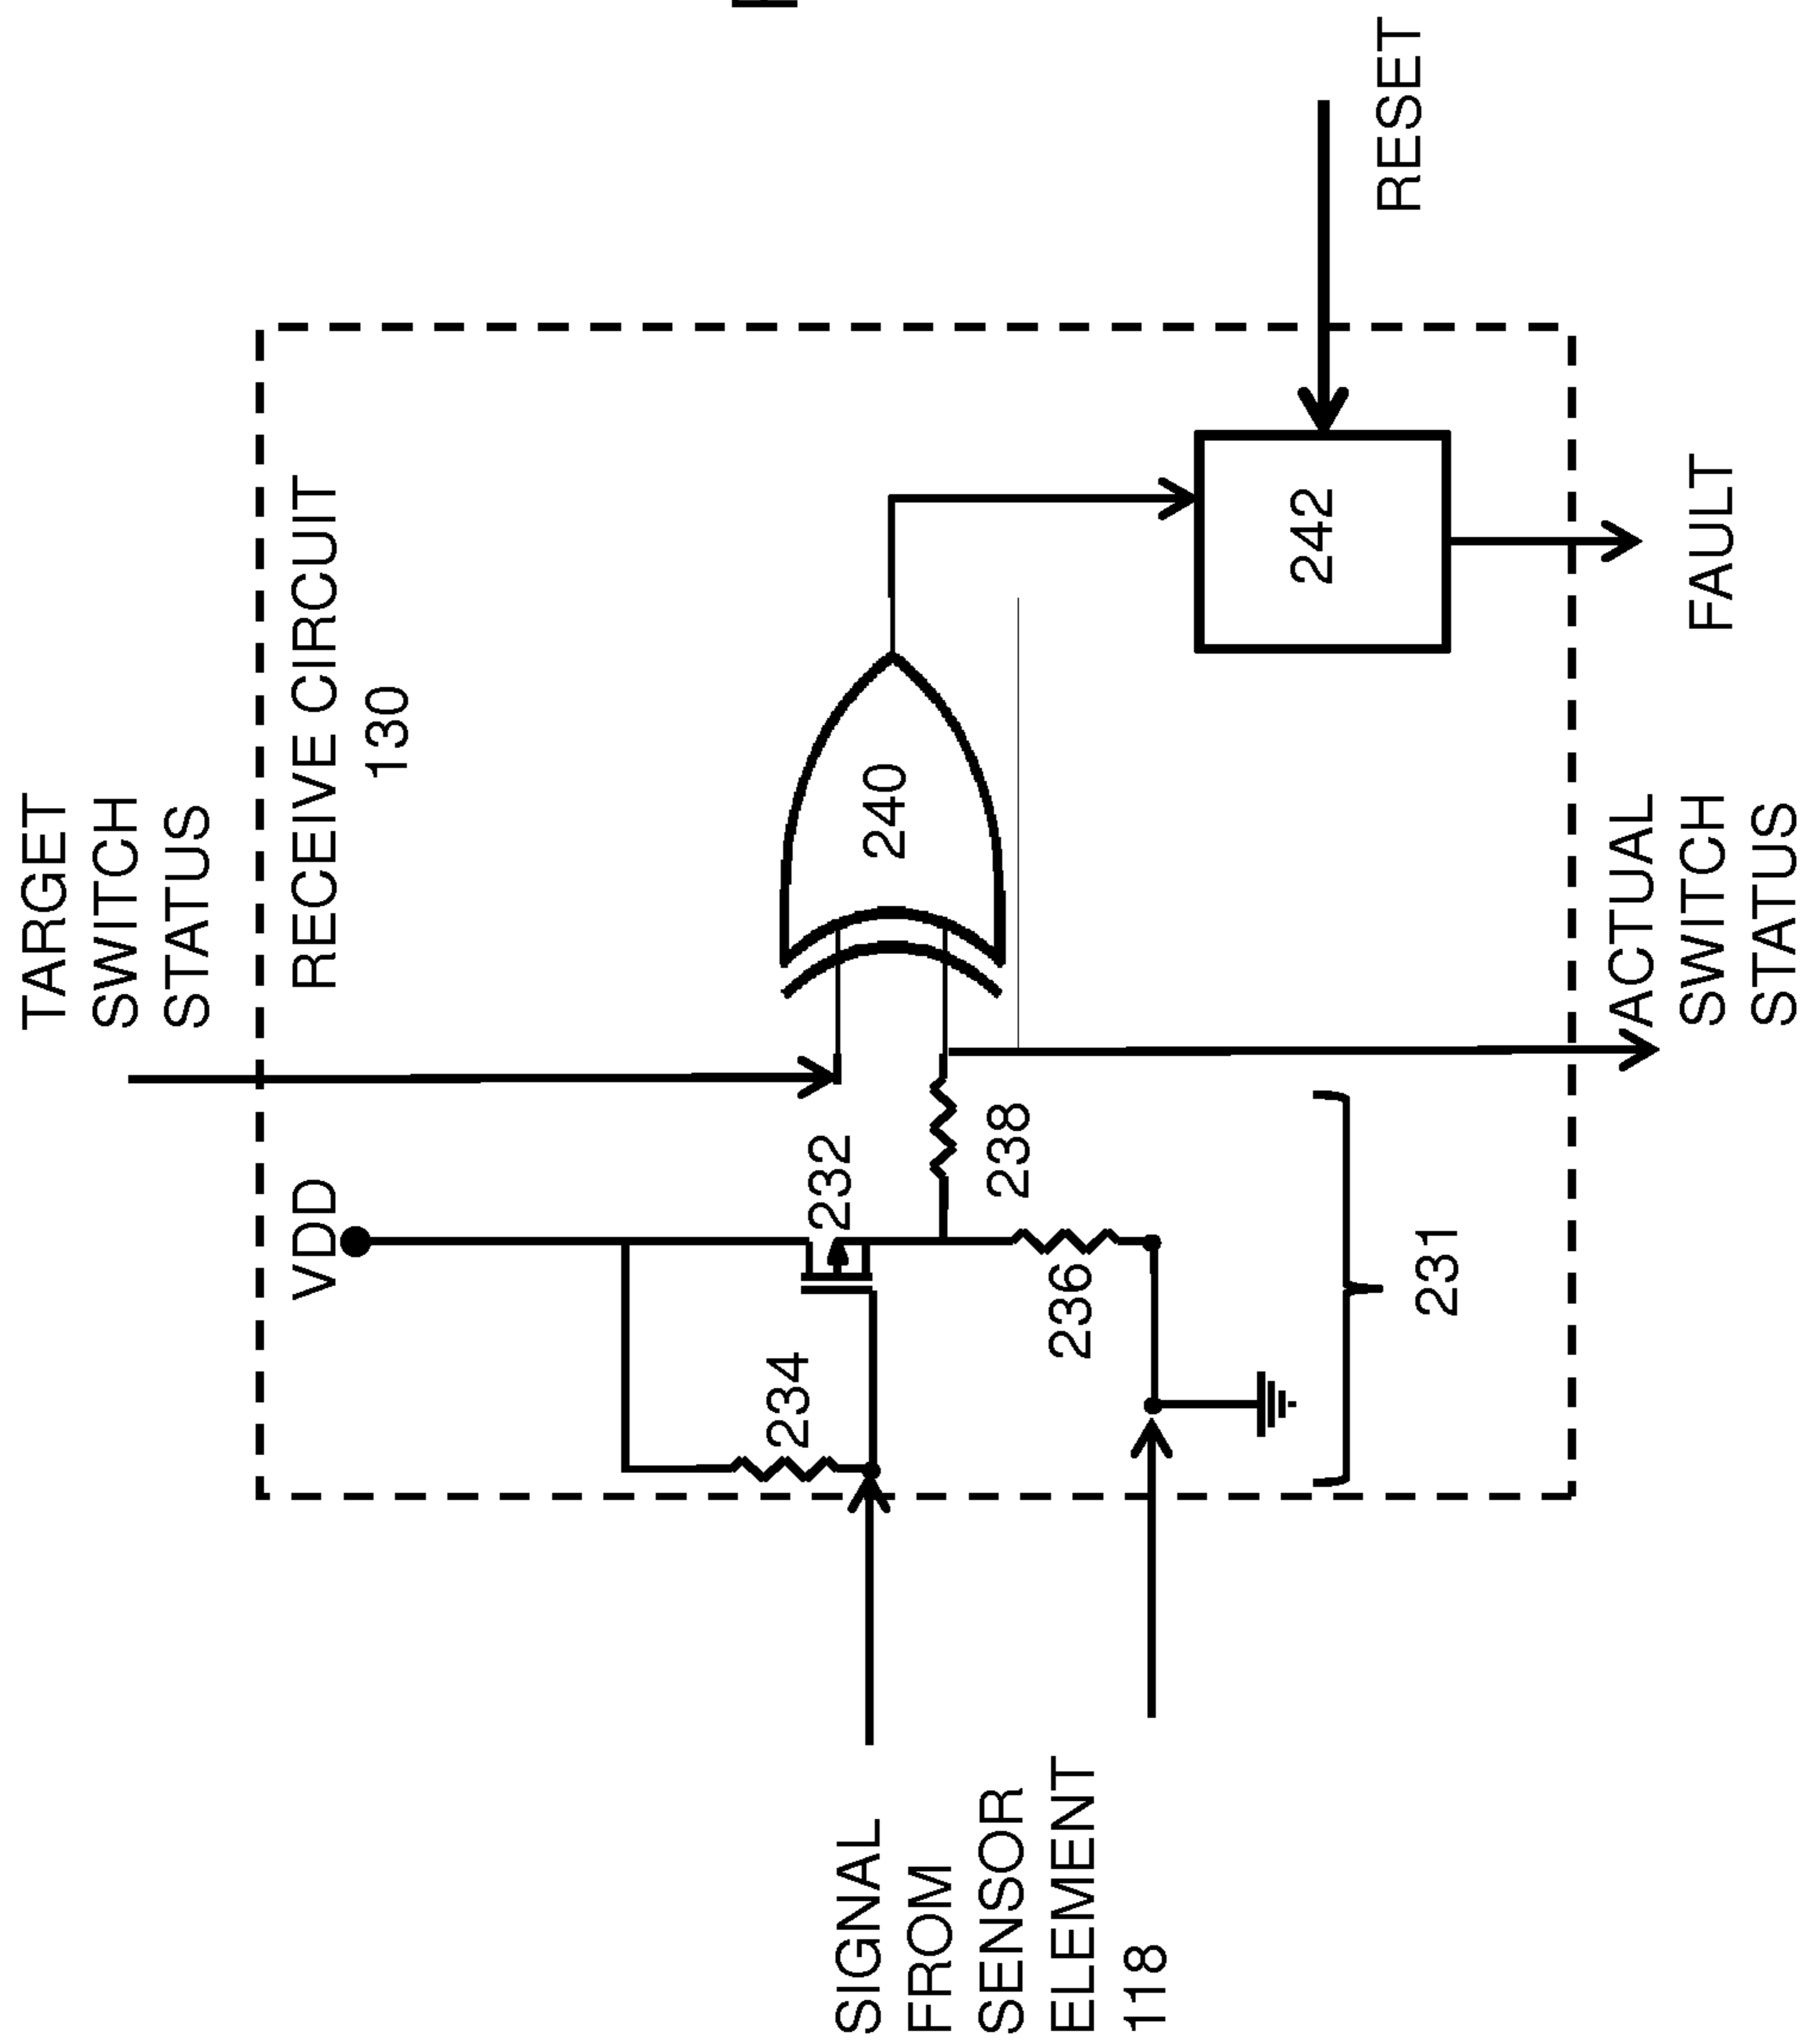 TARGET
SWITCH
STATUS
RECEIVE CIRCUIT
130
VDD
232
234
238
236
240
242
231
RESET
SIGNAL
FROM
SENSOR
ELEMENT
118
ACTUAL
SWITCH
STATUS
FAULT